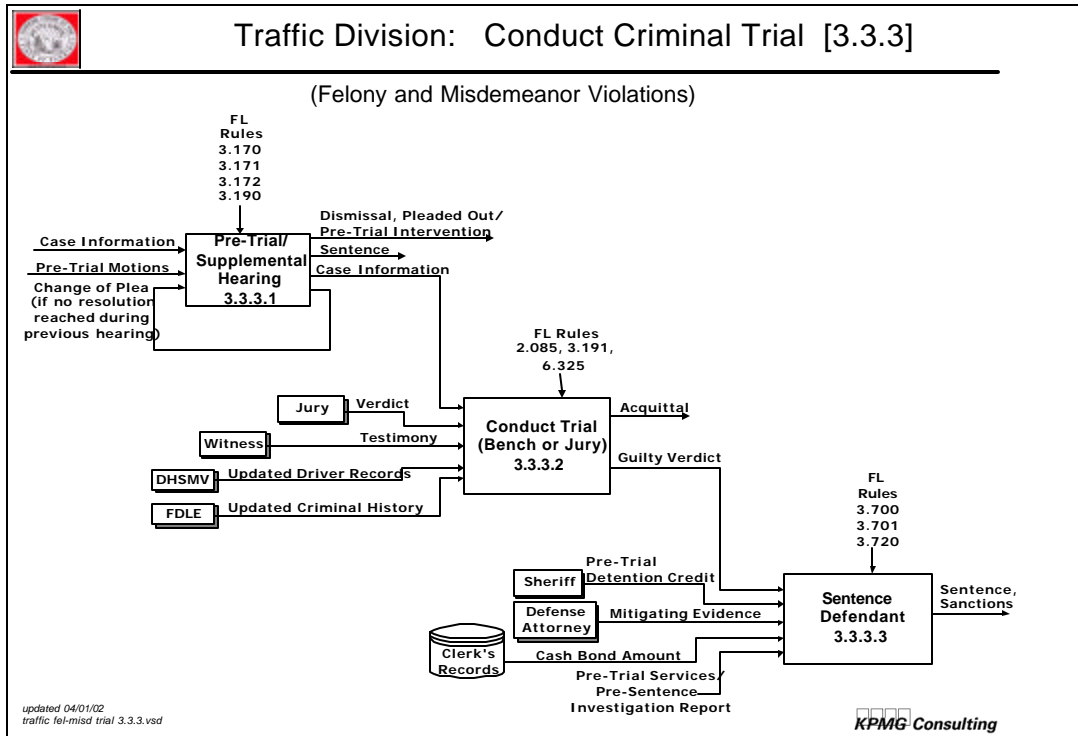 Traffic Division: Conduct Criminal Trial [3.3.3]
(Felony and Misdemeanor Violations)
FL
Rules
3.170
3.171
3.172
3.190
Case Information
Pre-Trial Motions
Change of Plea
(if no resolution
reached during
previous hearing)
Pre-Trial/
Supplemental
Hearing
3.3.3.1
Dismissal, Pleaded Out/
Pre-Trial Intervention
Sentence
Case Information
FL Rules
2.085, 3.191,
6.325
Jury
Verdict
Witness
Testimony
DHSMV
Updated Driver Records
FDLE
Updated Criminal History
Conduct Trial
(Bench or Jury)
3.3.3.2
Acquittal
Guilty Verdict
FL
Rules
3.700
3.701
3.720
Sheriff
Pre-Trial
Detention Credit
Defense
Attorney
Mitigating Evidence
Clerk's
Records
Cash Bond Amount
Pre-Trial Services/
Pre-Sentence
Investigation Report
Sentence
Defendant
3.3.3.3
Sentence,
Sanctions
updated 04/01/02
traffic fel-misd trial 3.3.3.vsd
KPMG Consulting